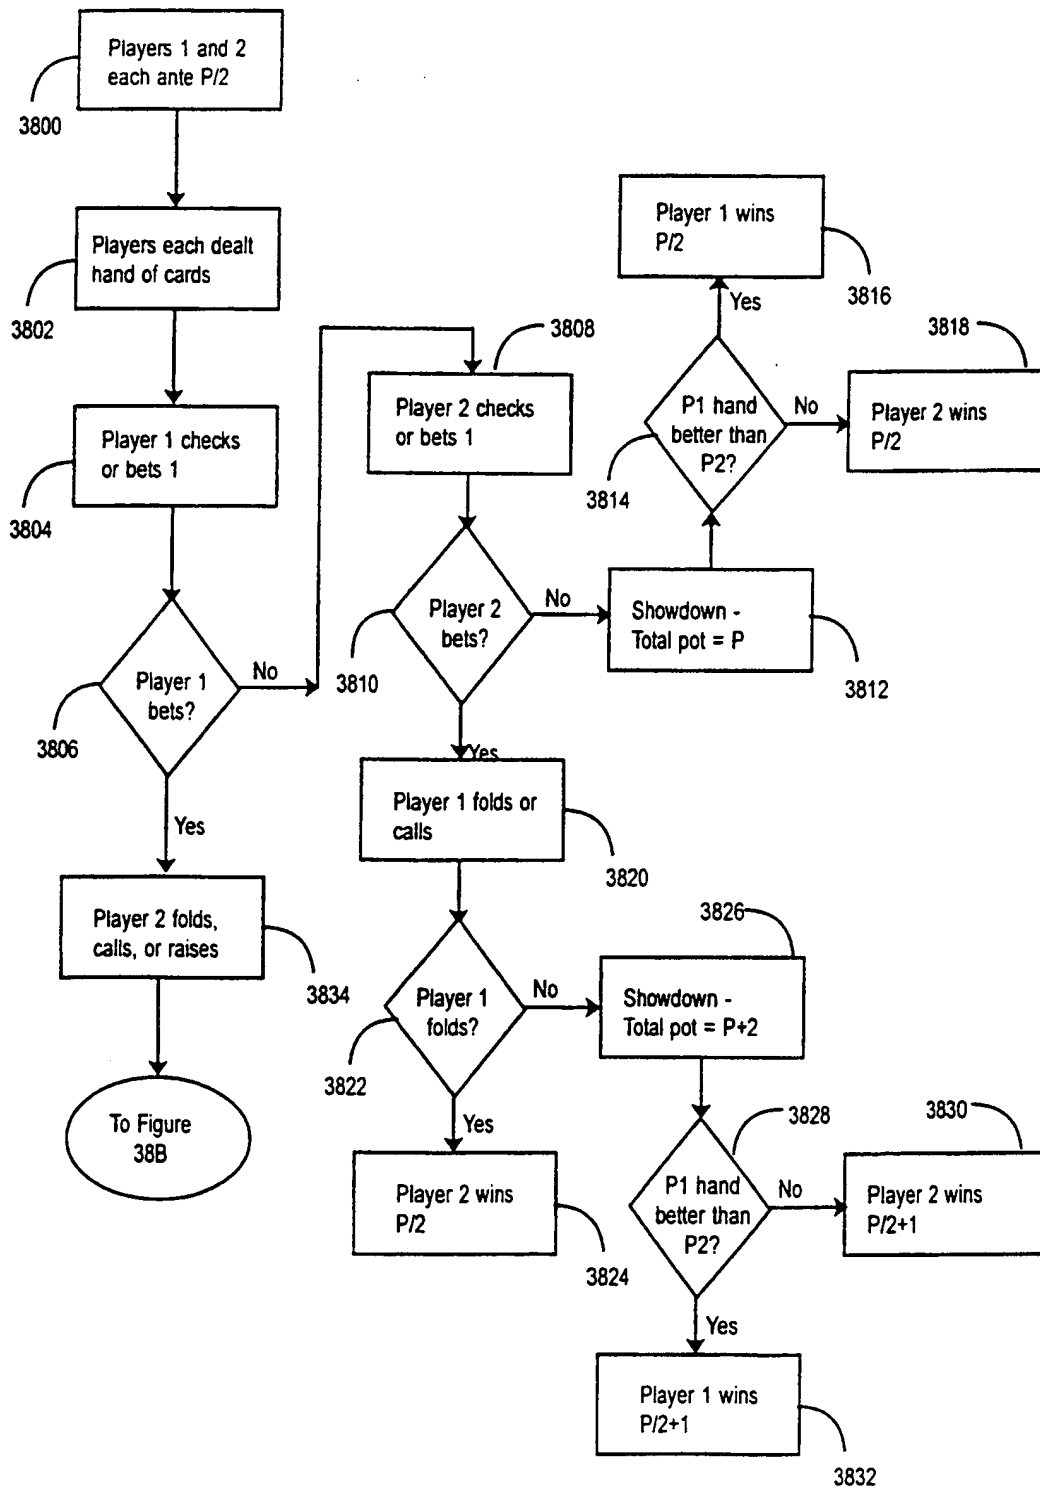 Players 1 and 2
each ante P/2
3800
Players each dealt
hand of cards
3802
Player 1 checks
or bets 1
3804
Player 1
bets?
3806
No
Yes
Player 2 folds,
calls, or raises
3834
To Figure
38B
3808
Player 2 checks
or bets 1
Player 2
bets?
3810
No
Yes
Showdown -
Total pot = P
3812
P1 hand
better than
P2?
3814
Yes
No
Player 1 wins
P/2
3816
3818
Player 2 wins
P/2
Player 1 folds or
calls
3820
Player 1
folds?
3822
No
Yes
Player 2 wins
P/2
3824
3826
Showdown -
Total pot = P+2
3828
P1 hand
better than
P2?
No
Yes
3830
Player 2 wins
P/2+1
Player 1 wins
P/2+1
3832